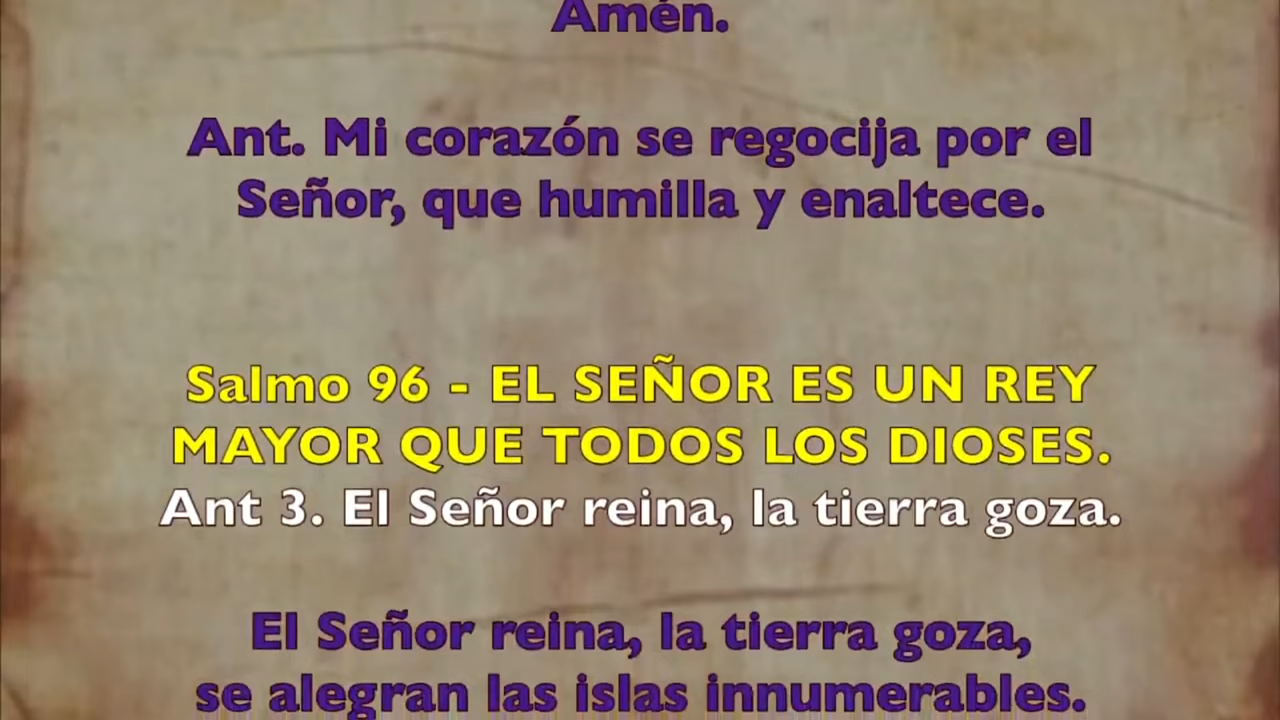 Amén.
Ant. Mi corazón se regocija por el
Señor, que humilla y enaltece.
Salmo 96 - EL SEÑOR ES UN REY
MAYOR QUE TODOS LOS DIOSES.
Ant 3. El Señor reina, la tierra goza.
El Señor reina, la tierra goza,
se alegran las islas innumerables.